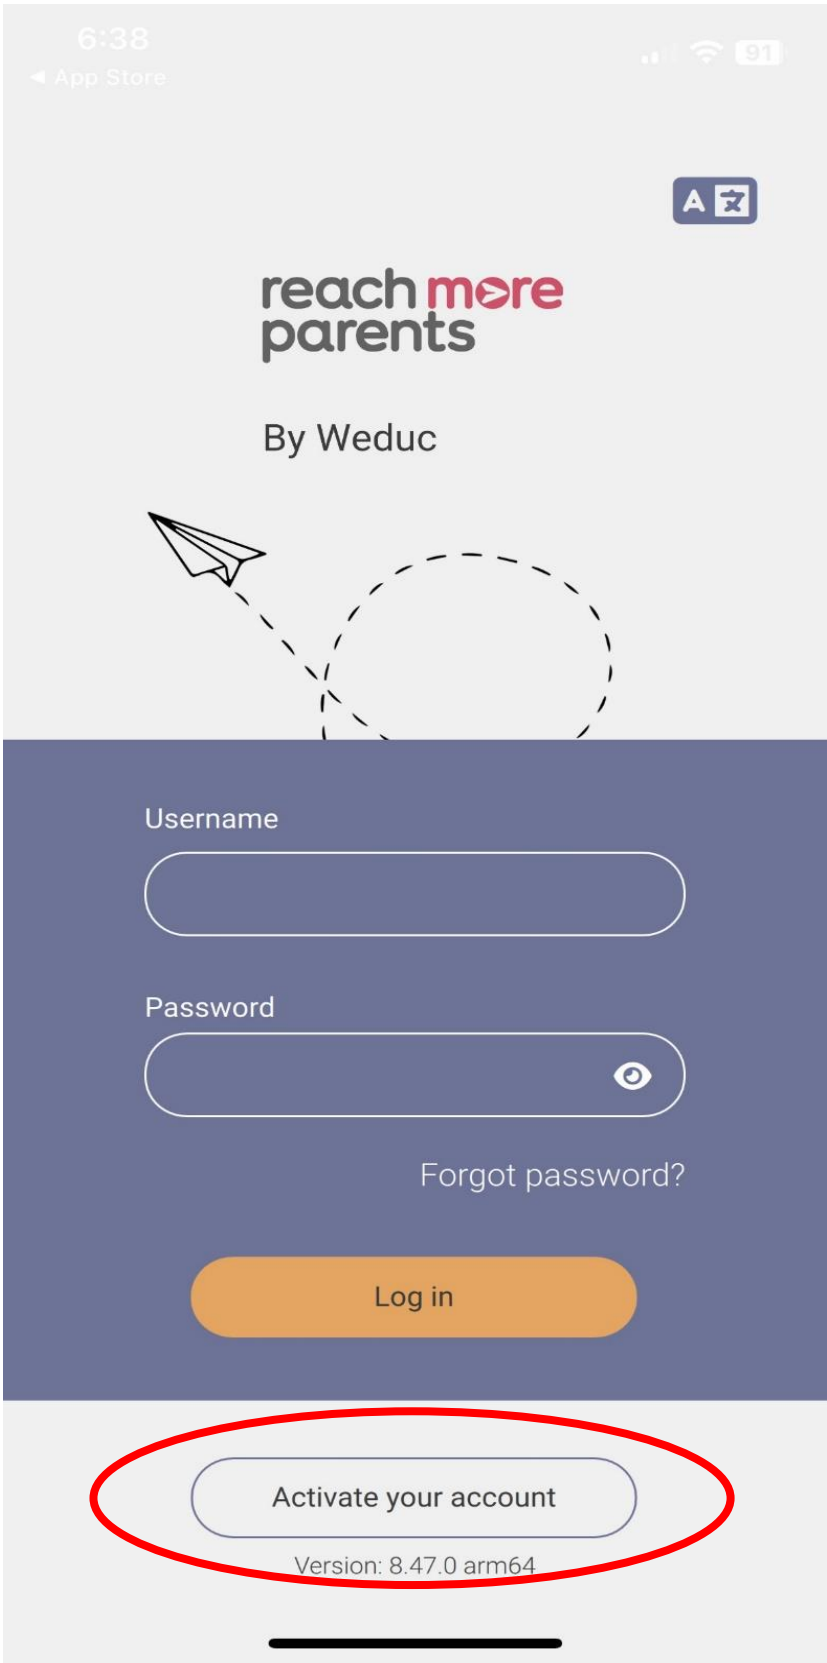 6:38
91
◀ App Store
A 文
reach more
parents
By Weduc
Username
Password
Forgot password?
Log in
Activate your account
Version: 8.47.0 arm64